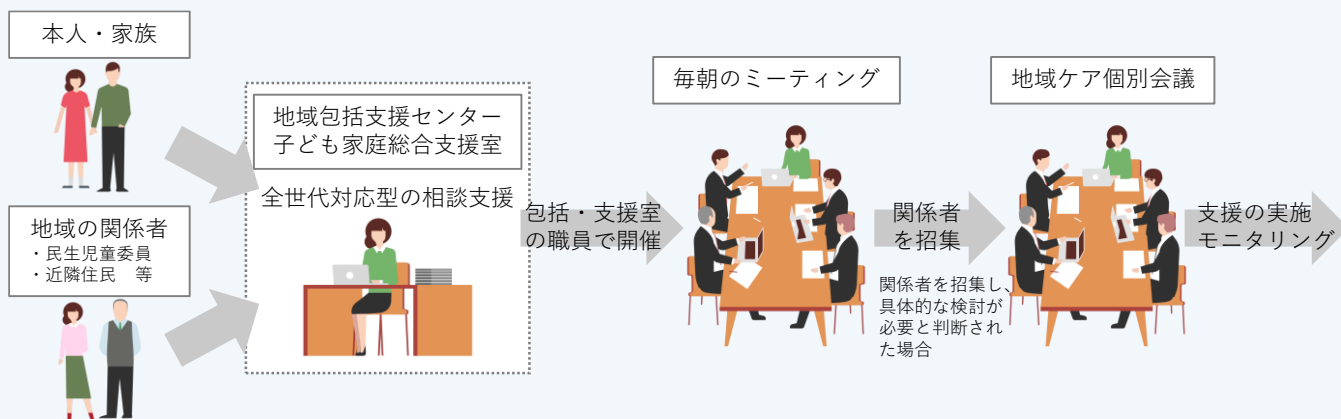 本人・家族
地域の関係者
・民生児童委員
・近隣住民　等
地域包括支援センター
子ども家庭総合支援室
全世代対応型の相談支援
包括・支援室
の職員で開催
毎朝のミーティング
関係者
を招集
関係者を招集し、
具体的な検討が
必要と判断され
た場合
地域ケア個別会議
支援の実施
モニタリング